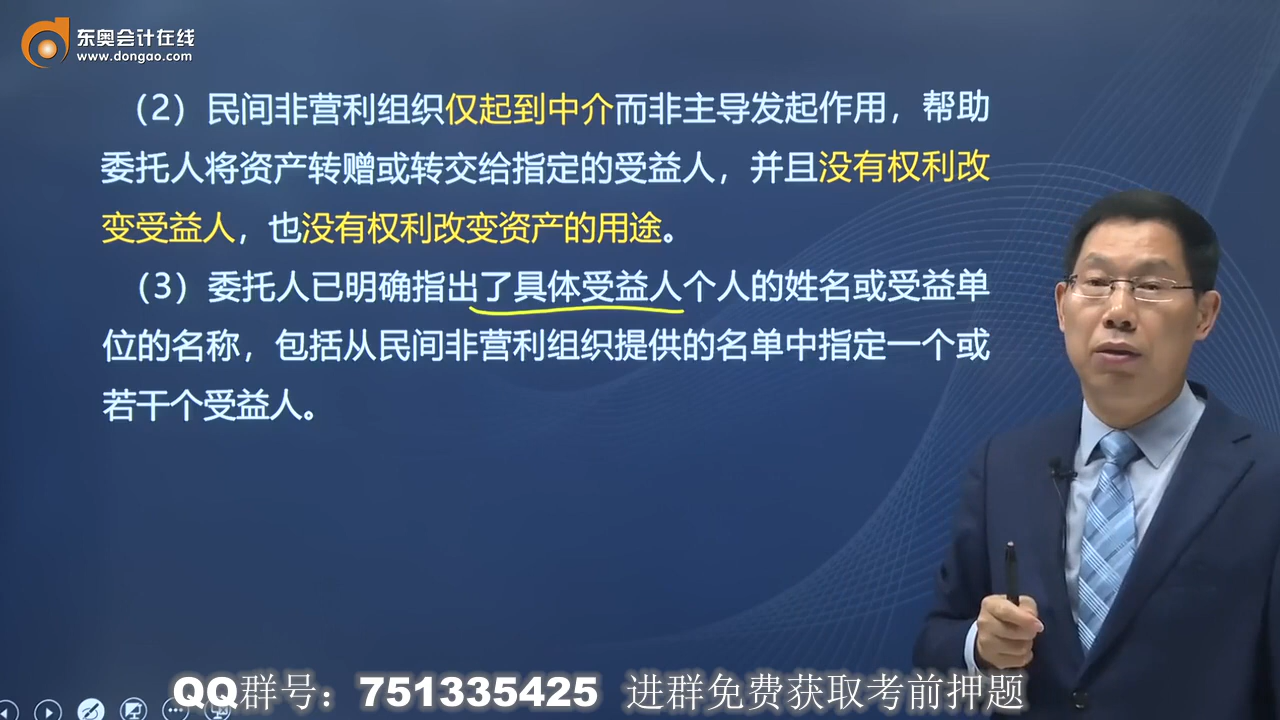 东奥会计在线
www.dongao.com
（2）民间非营利组织仅起到中介而非主导发起作用，帮助
委托人将资产转赠或转交给指定的受益人，并且没有权利改
变受益人，也没有权利改变资产的用途。
（3）委托人已明确指出了具体受益人个人的姓名或受益单
位的名称，包括从民间非营利组织提供的名单中指定一个或
若干个受益人。
QQ群号：751335425 进群免费获取考前押题